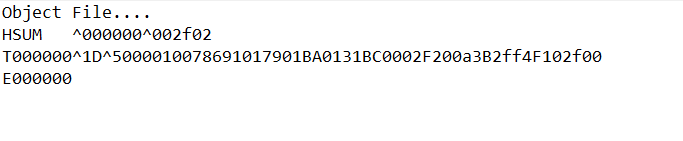 Object File....
HSUM   ^000000^002f02
T000000^1D^5000010078691017901BA0131BC0002F200a3B2ff4F102f00
E000000